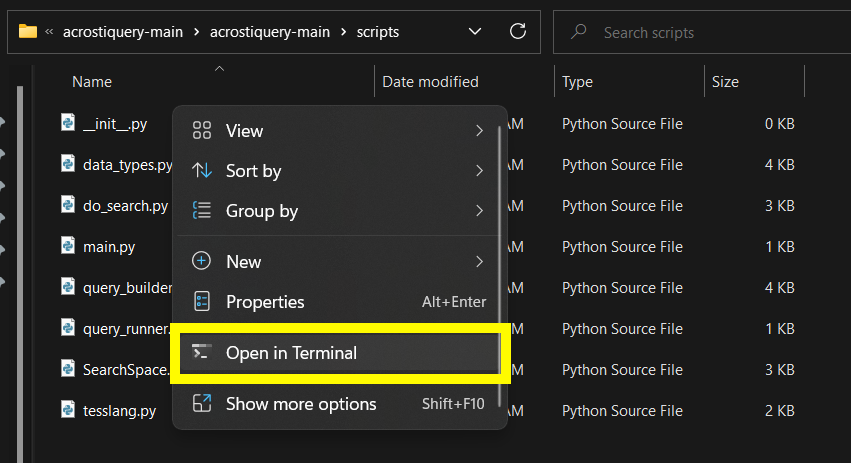 « acrostiquery-main › acrostiquery-main › scripts
Search scripts
Name Date modified Type Size
__init__.py AM Python Source File 0 KB
data_types.py AM Python Source File 4 KB
do_search.py AM Python Source File 3 KB
main.py AM Python Source File 1 KB
query_builder AM Python Source File 4 KB
query_runner. AM Python Source File 1 KB
SearchSpace. AM Python Source File 3 KB
tesslang.py AM Python Source File 2 KB
View
Sort by
Group by
New
Properties Alt+Enter
Open in Terminal
Show more options Shift+F10